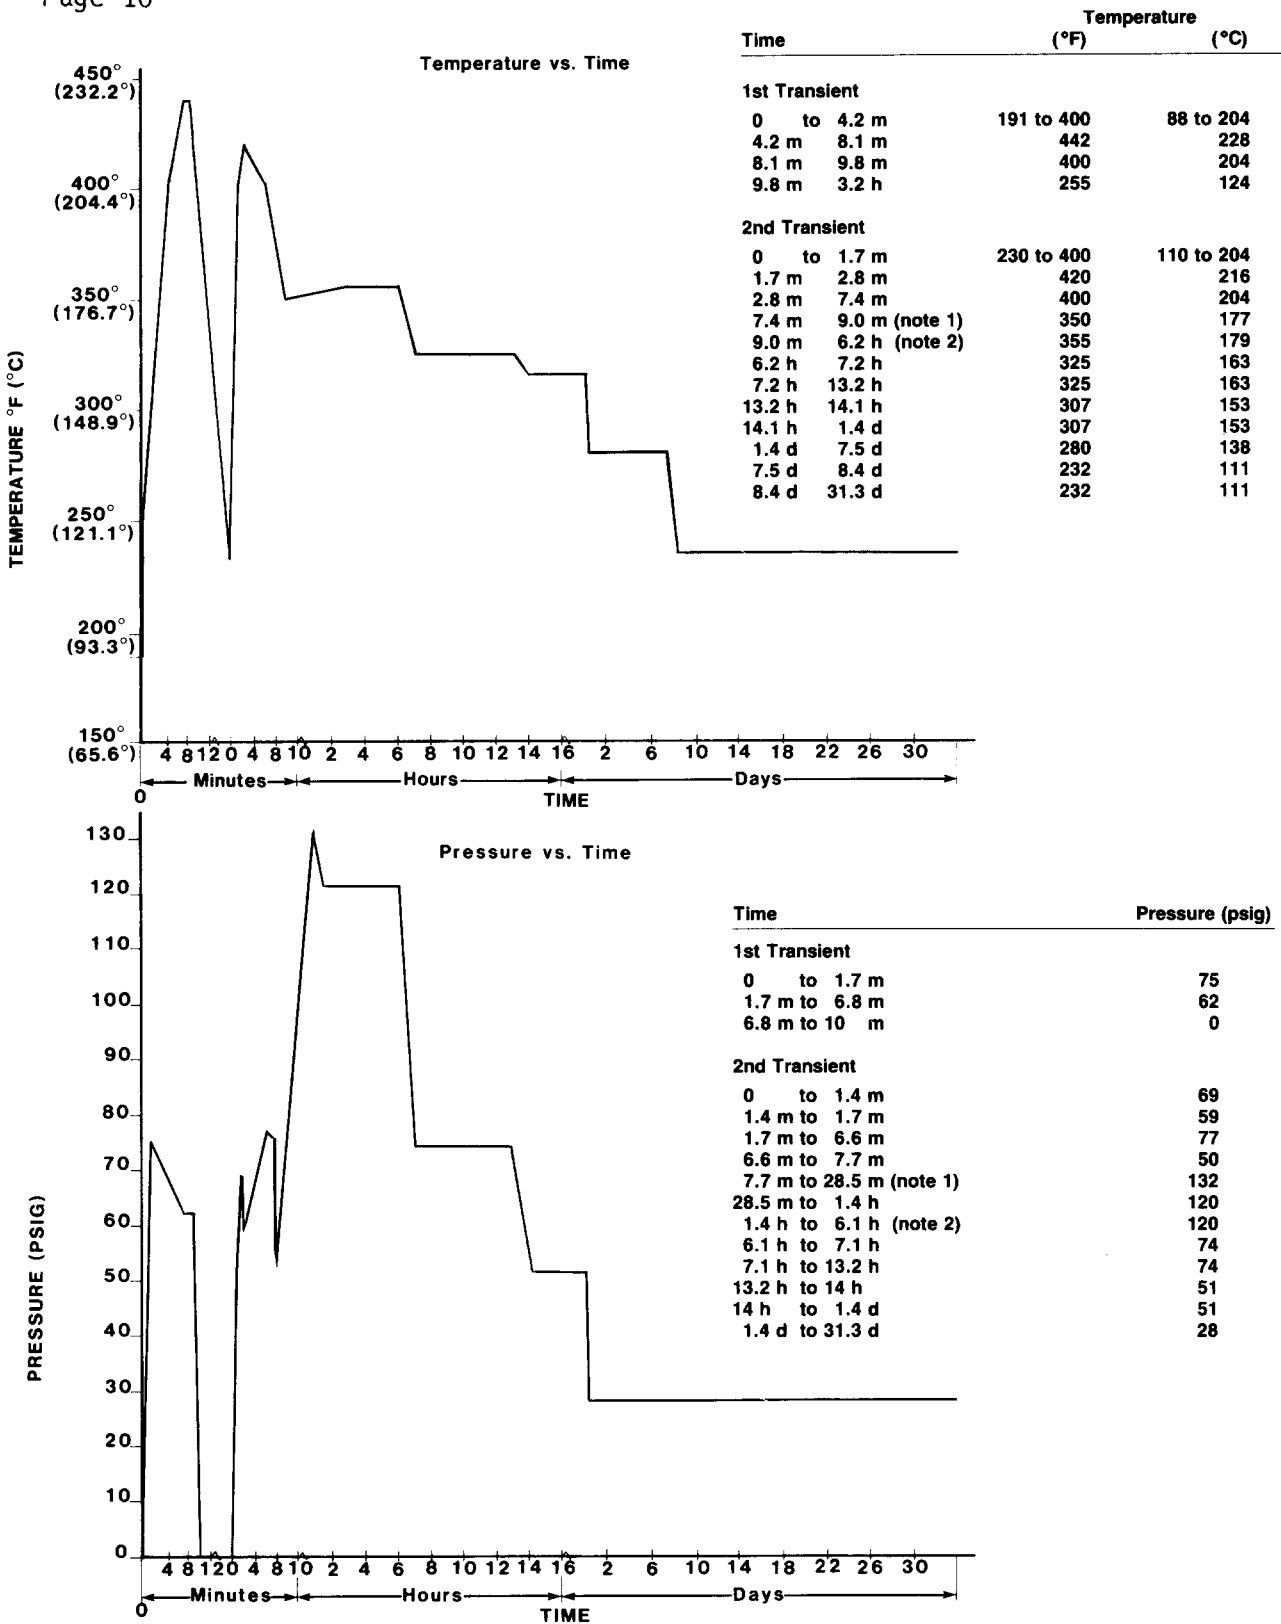 Page 10
Temperature vs. Time
Temperature
Time (°F) (°C)
1st Transient
0 to 4.2 m 191 to 400 88 to 204
4.2 m 8.1 m 442 228
8.1 m 9.8 m 400 204
9.8 m 3.2 h 255 124
2nd Transient
0 to 1.7 m 230 to 400 110 to 204
1.7 m 2.8 m 420 216
2.8 m 7.4 m 400 204
7.4 m 9.0 m (note 1) 350 177
9.0 m 6.2 h (note 2) 355 179
6.2 h 7.2 h 325 163
7.2 h 13.2 h 325 163
13.2 h 14.1 h 307 153
14.1 h 1.4 d 307 153
1.4 d 7.5 d 280 138
7.5 d 8.4 d 232 111
8.4 d 31.3 d 232 111
TEMPERATURE °F (°C)
450°
(232.2°)
400°
(204.4°)
350°
(176.7°)
300°
(148.9°)
250°
(121.1°)
200°
(93.3°)
150°
(65.6°)
4 8 12 0 4 8 10 2 4 6 8 10 12 14 16 2 6 10 14 18 22 26 30
Minutes Hours Days
0
TIME
Pressure vs. Time
Time Pressure (psig)
1st Transient
0 to 1.7 m 75
1.7 m to 6.8 m 62
6.8 m to 10 m 0
2nd Transient
0 to 1.4 m 69
1.4 m to 1.7 m 59
1.7 m to 6.6 m 77
6.6 m to 7.7 m 50
7.7 m to 28.5 m (note 1) 132
28.5 m to 1.4 h 120
1.4 h to 6.1 h (note 2) 120
6.1 h to 7.1 h 74
7.1 h to 13.2 h 74
13.2 h to 14 h 51
14 h to 1.4 d 51
1.4 d to 31.3 d 28
PRESSURE (PSIG)
130
120
110
100
90
80
70
60
50
40
30
20
10
0
4 8 12 0 4 8 10 2 4 6 8 10 12 14 16 2 6 10 14 18 22 26 30
Minutes Hours Days
0
TIME